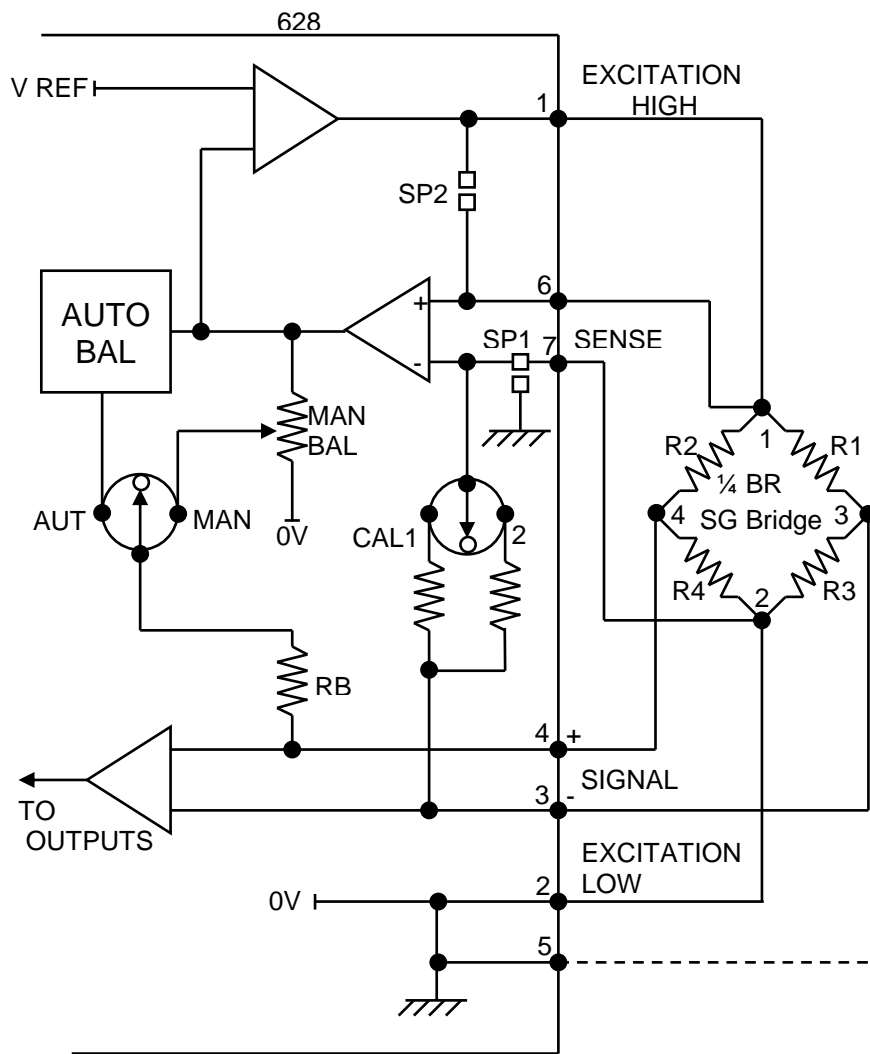 628
EXCITATION
HIGH
V REF
1
SP2
6
AUTO
BAL
+
-
SP1
7
SENSE
MAN
BAL
1
R2
R1
¼ BR
SG Bridge
4
3
AUT
MAN
0V
CAL1
2
R4
R3
2
RB
4
+
SIGNAL
3
-
TO
OUTPUTS
EXCITATION
LOW
0V
2
5